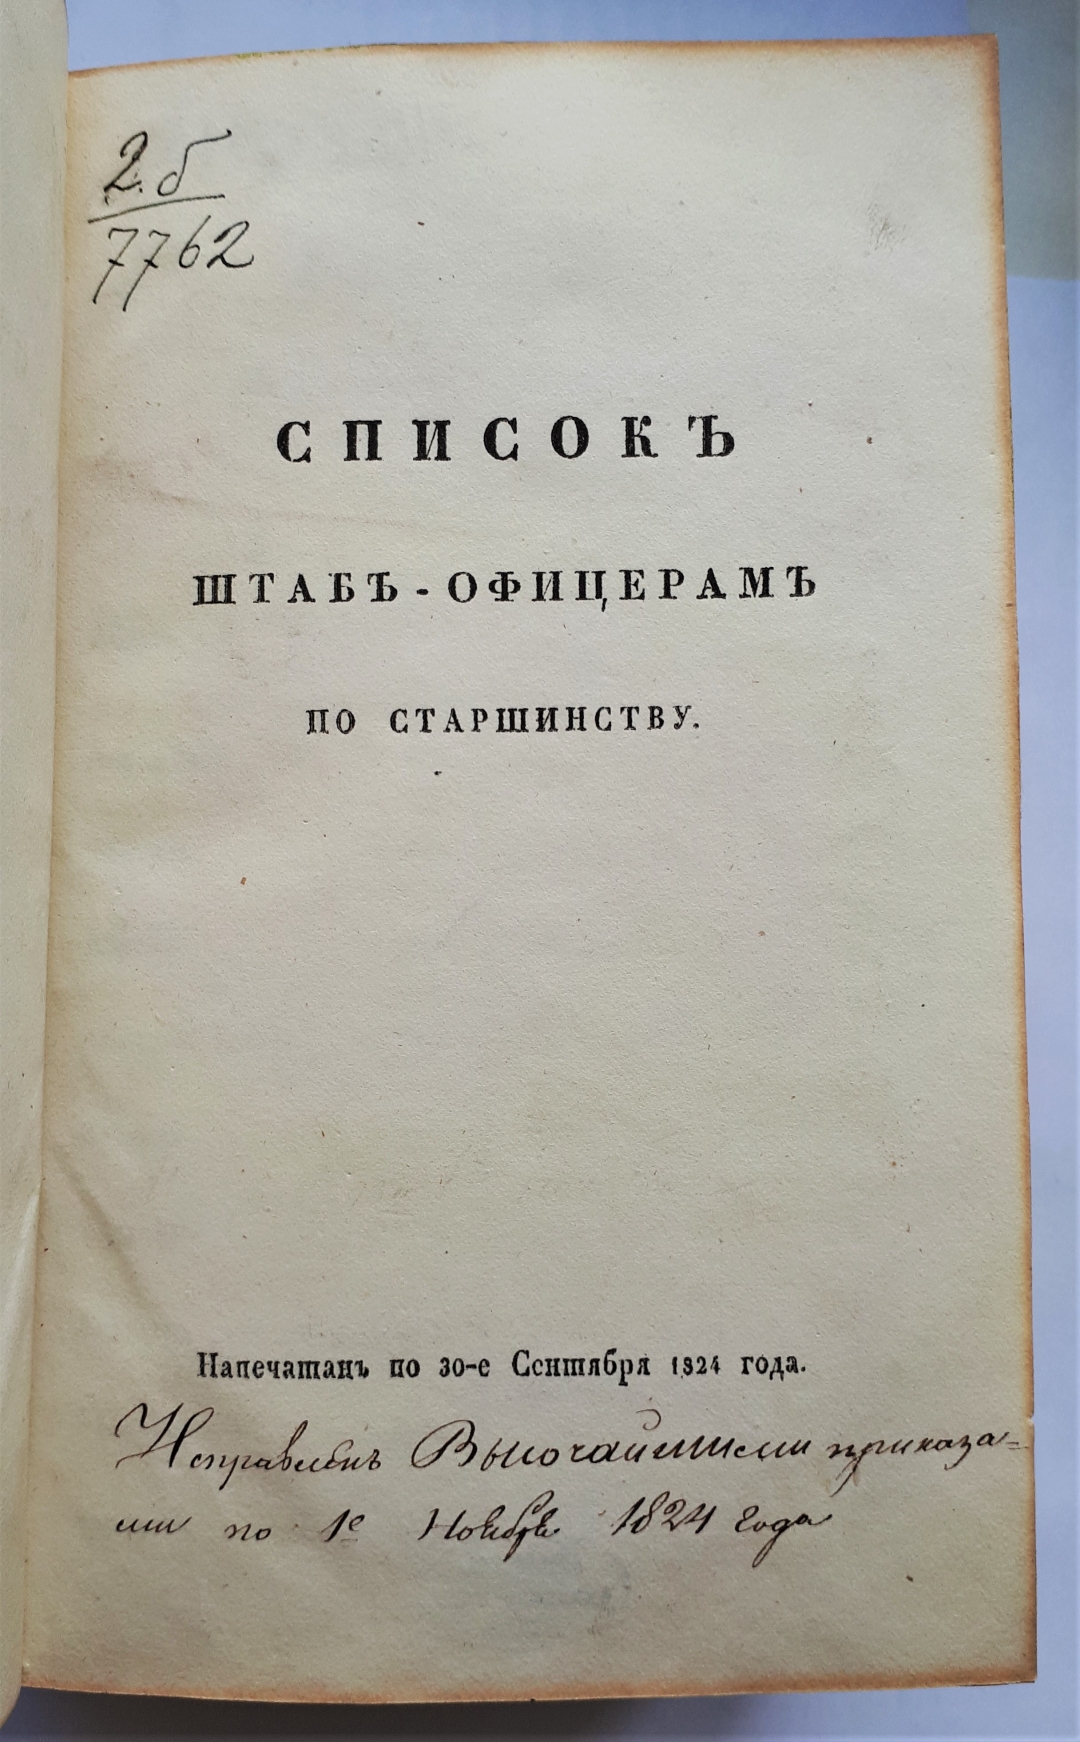 2.б
7762
СПИСОКЪ
ШТАБЪ-ОФИЦЕРАМЪ
ПО СТАРШИНСТВУ.
Напечатанъ по 30-е Сентября 1824 года.
Исправленъ Высочайшими приказа=
ми по 1е Ноября 1824 года